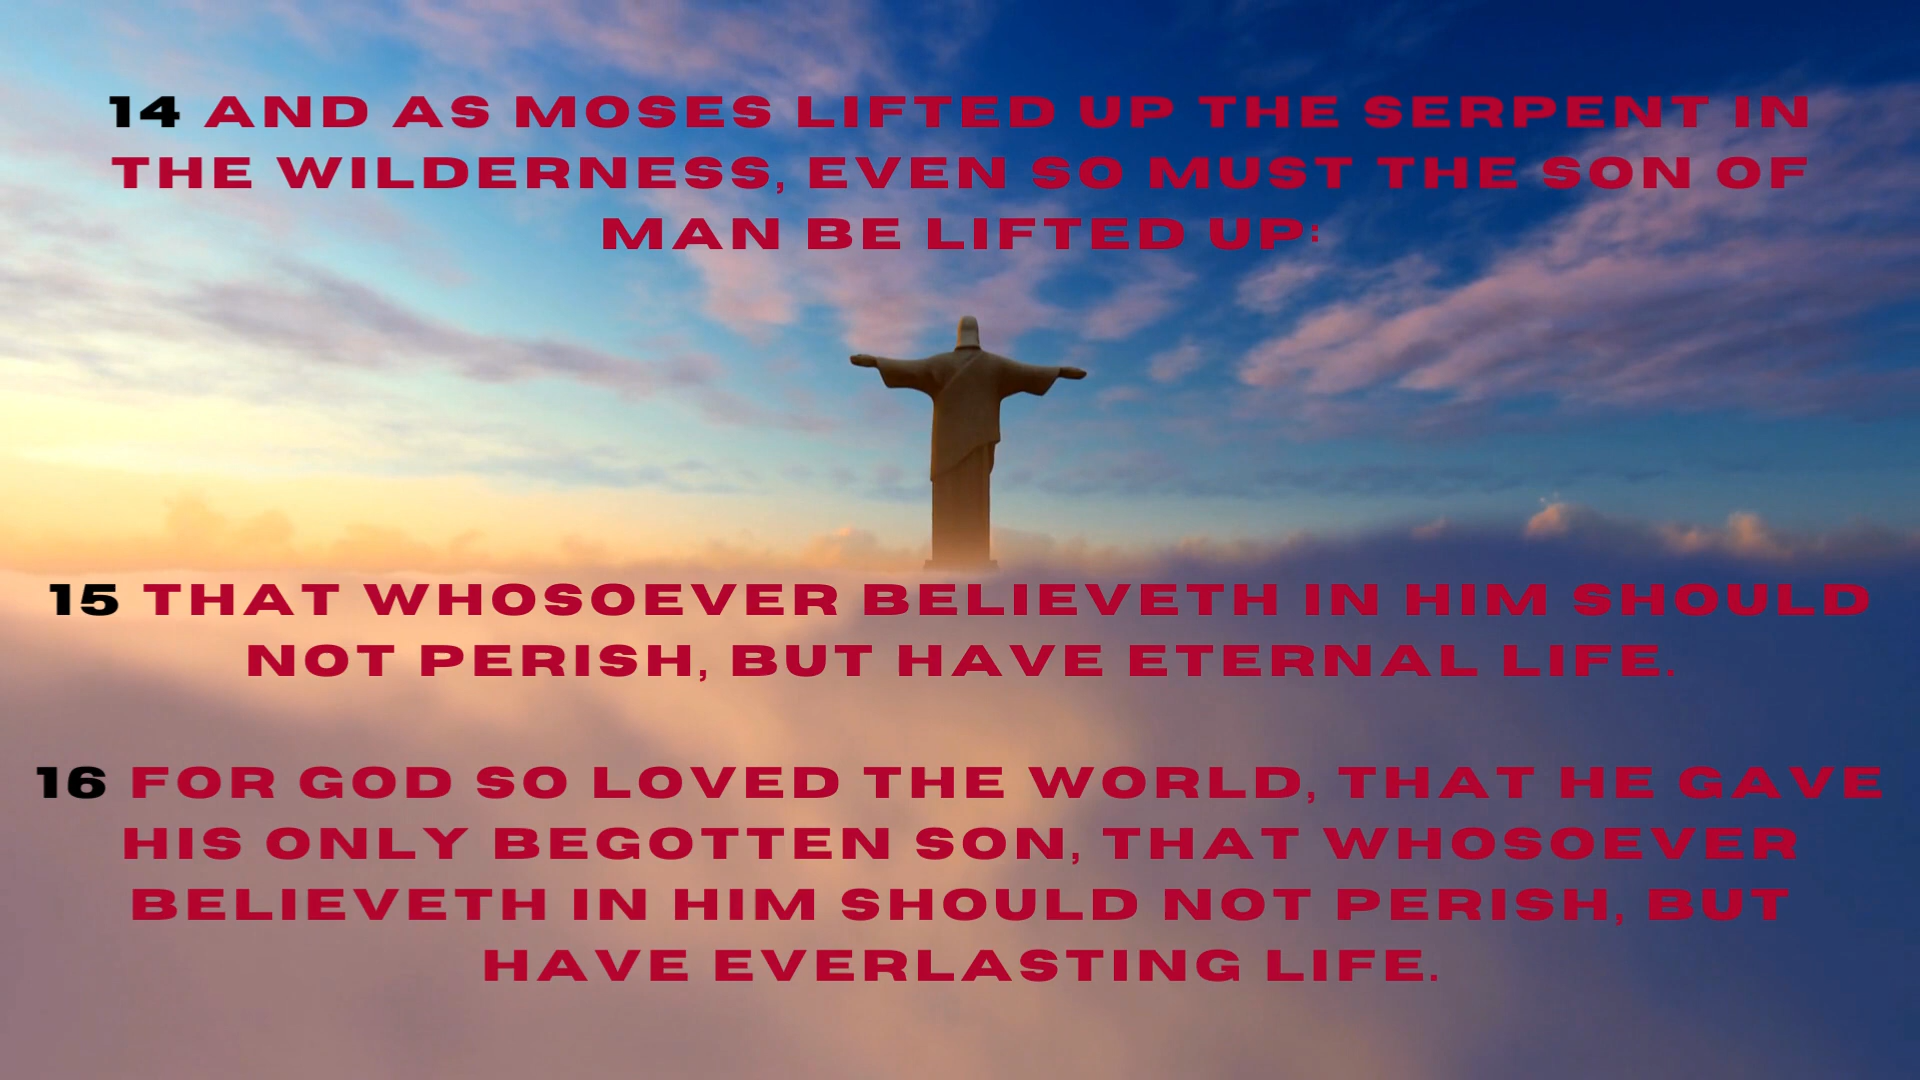 14 AND AS MOSES LIFTED UP THE SERPENT IN
THE WILDERNESS, EVEN SO MUST THE SON OF
MAN BE LIFTED UP:
15 THAT WHOSOEVER BELIEVETH IN HIM SHOULD
NOT PERISH, BUT HAVE ETERNAL LIFE.
16 FOR GOD SO LOVED THE WORLD, THAT HE GAVE
HIS ONLY BEGOTTEN SON, THAT WHOSOEVER
BELIEVETH IN HIM SHOULD NOT PERISH, BUT
HAVE EVERLASTING LIFE.